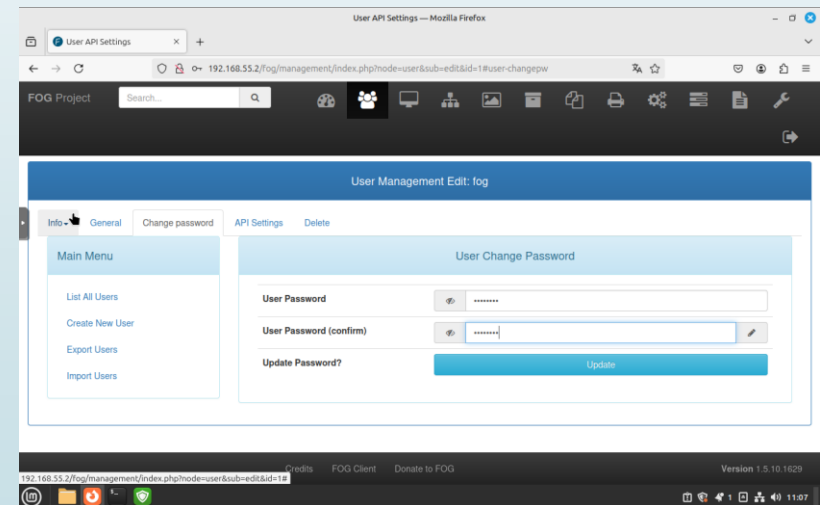 User API Settings — Mozilla Firefox
User API Settings
192.168.55.2/fog/management/index.php?node=user&sub=edit&id=1#user-changepw
FOG Project
Search...
User Management Edit: fog
Info
General
Change password
API Settings
Delete
Main Menu
List All Users
Create New User
Export Users
Import Users
User Change Password
User Password
••••••••
User Password (confirm)
••••••••
Update Password?
Update
Credits
FOG Client
Donate to FOG
Version 1.5.10.1629
192.168.55.2/fog/management/index.php?node=user&sub=edit&id=1#
1
11:07